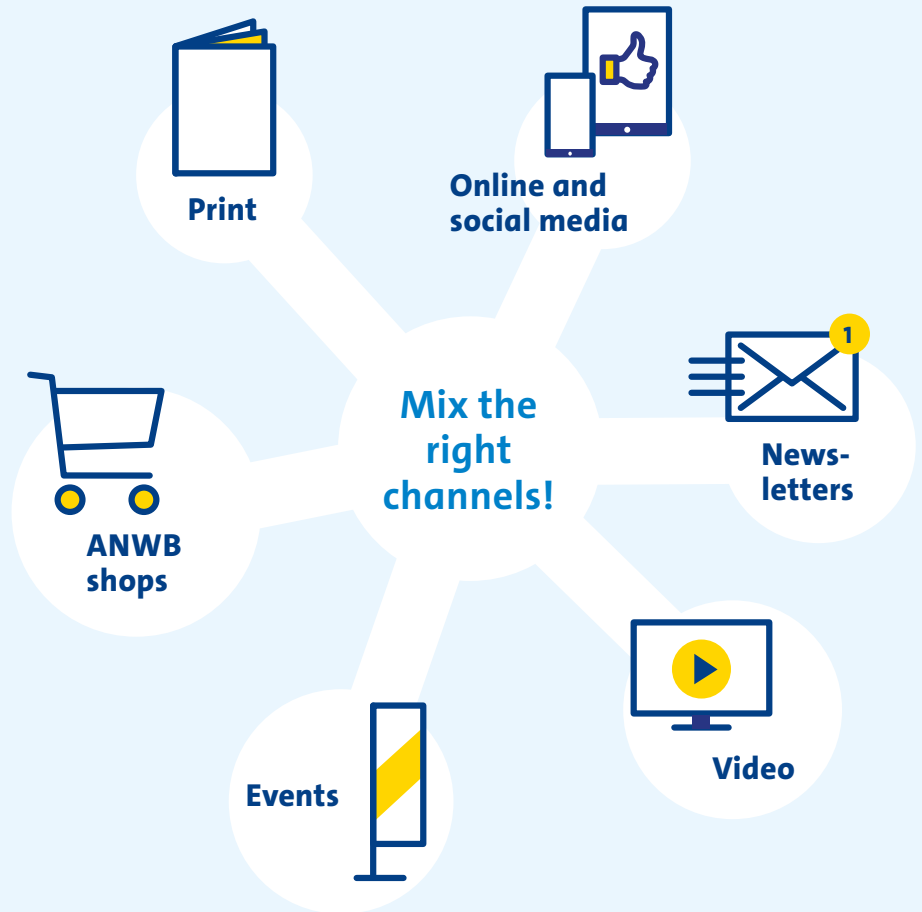 Print
Online and
social media
Mix the
right
channels!
1
News-
letters
ANWB
shops
Video
Events